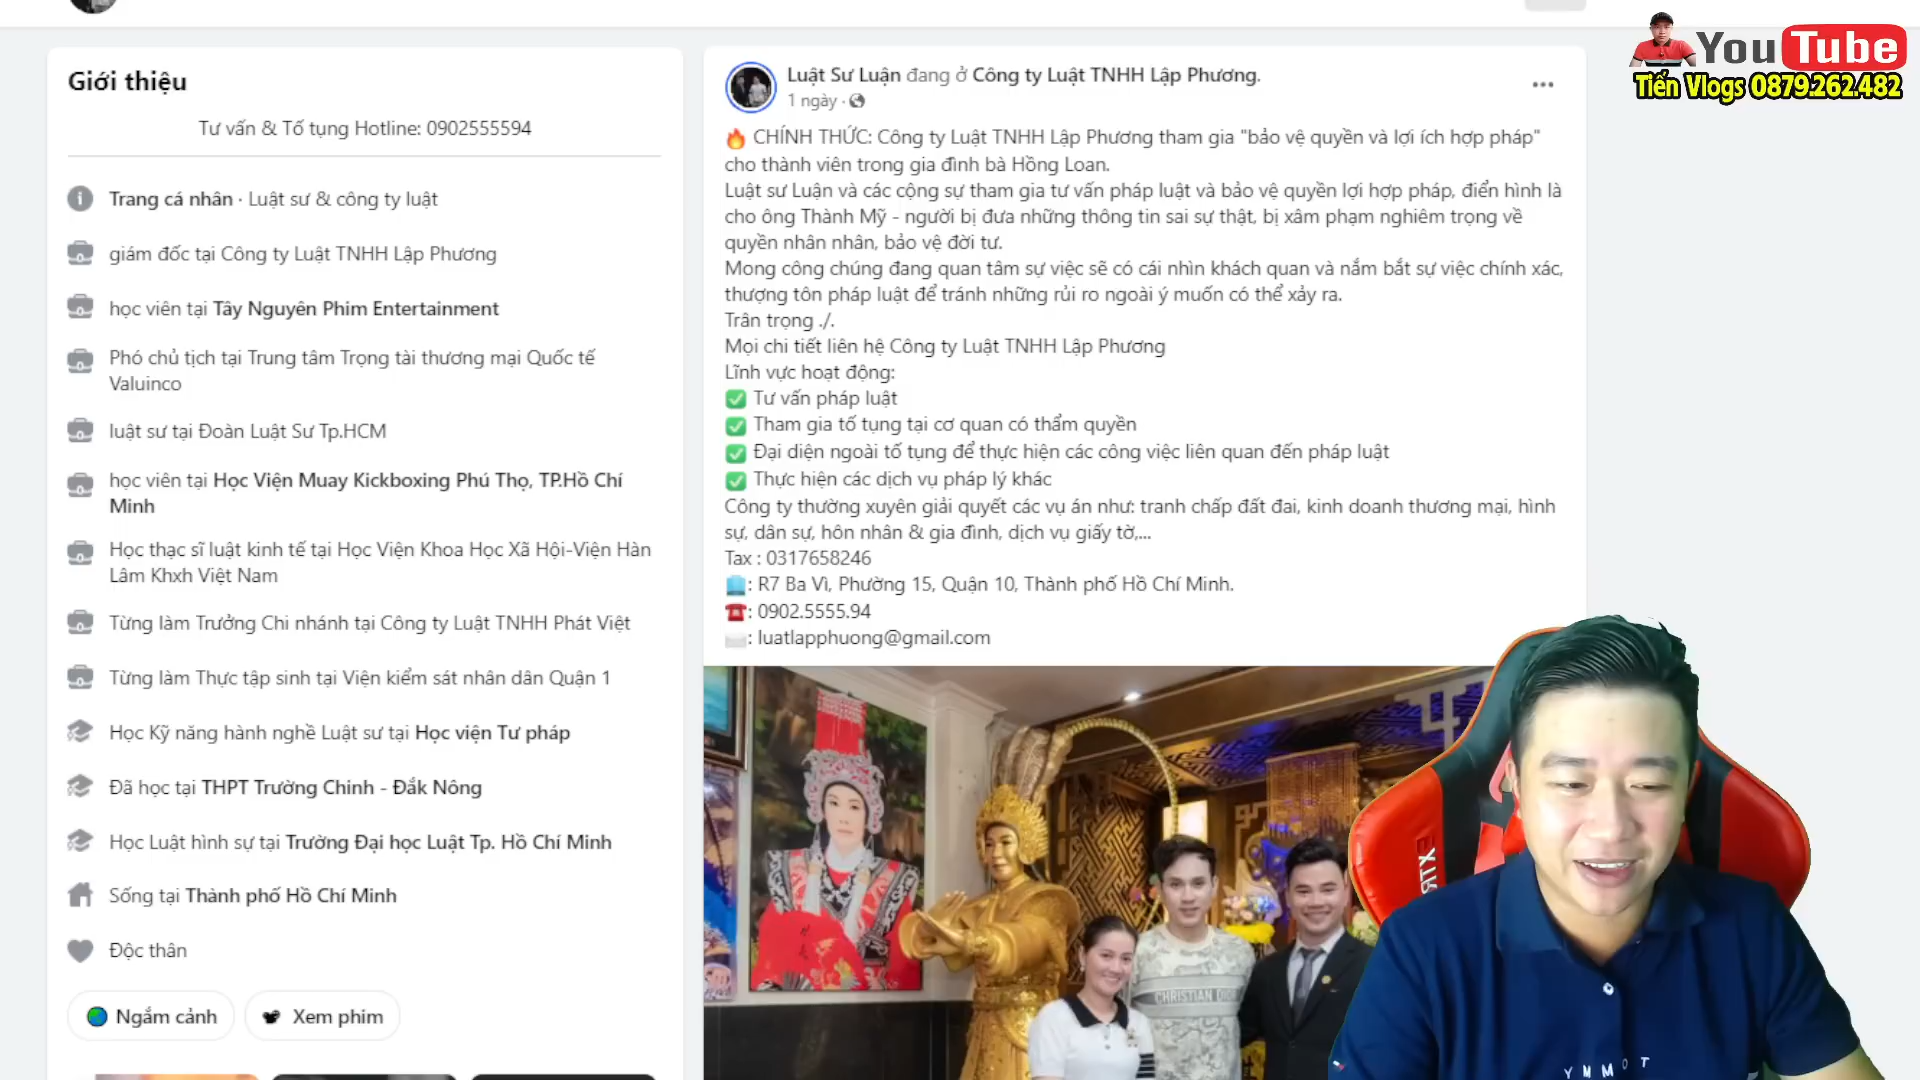 YouTube
Tiến Vlogs 0879.262.482
Giới thiệu
Tư vấn & Tố tụng Hotline: 0902555594
Trang cá nhân · Luật sư & công ty luật
giám đốc tại Công ty Luật TNHH Lập Phương
học viên tại Tây Nguyên Phim Entertainment
Phó chủ tịch tại Trung tâm Trọng tài thương mại Quốc tế
Valuinco
luật sư tại Đoàn Luật Sư Tp.HCM
học viên tại Học Viện Muay Kickboxing Phú Thọ, TP.Hồ Chí
Minh
Học thạc sĩ luật kinh tế tại Học Viện Khoa Học Xã Hội-Viện Hàn
Lâm Khxh Việt Nam
Từng làm Trưởng Chi nhánh tại Công ty Luật TNHH Phát Việt
Từng làm Thực tập sinh tại Viện kiểm sát nhân dân Quận 1
Học Kỹ năng hành nghề Luật sư tại Học viện Tư pháp
Đã học tại THPT Trường Chinh - Đắk Nông
Học Luật hình sự tại Trường Đại học Luật Tp. Hồ Chí Minh
Sống tại Thành phố Hồ Chí Minh
Độc thân
Ngắm cảnh
Xem phim
Luật Sư Luận đang ở Công ty Luật TNHH Lập Phương.
1 ngày ·
CHÍNH THỨC: Công ty Luật TNHH Lập Phương tham gia "bảo vệ quyền và lợi ích hợp pháp"
cho thành viên trong gia đình bà Hồng Loan.
Luật sư Luận và các cộng sự tham gia tư vấn pháp luật và bảo vệ quyền lợi hợp pháp, điển hình là
cho ông Thành Mỹ - người bị đưa những thông tin sai sự thật, bị xâm phạm nghiêm trọng về
quyền nhân nhân, bảo vệ đời tư.
Mong công chúng đang quan tâm sự việc sẽ có cái nhìn khách quan và nắm bắt sự việc chính xác,
thượng tôn pháp luật để tránh những rủi ro ngoài ý muốn có thể xảy ra.
Trân trọng ./.
Mọi chi tiết liên hệ Công ty Luật TNHH Lập Phương
Lĩnh vực hoạt động:
Tư vấn pháp luật
Tham gia tố tụng tại cơ quan có thẩm quyền
Đại diện ngoài tố tụng để thực hiện các công việc liên quan đến pháp luật
Thực hiện các dịch vụ pháp lý khác
Công ty thường xuyên giải quyết các vụ án như: tranh chấp đất đai, kinh doanh thương mại, hình
sự, dân sự, hôn nhân & gia đình, dịch vụ giấy tờ,...
Tax : 0317658246
: R7 Ba Vì, Phường 15, Quận 10, Thành phố Hồ Chí Minh.
: 0902.5555.94
: luatlapphuong@gmail.com
CHRISTIAN DIOR